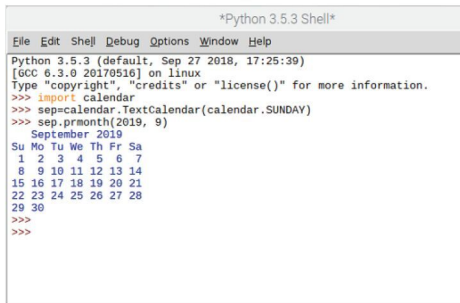 *Python 3.5.3 Shell*
File Edit Shell Debug Options Window Help
Python 3.5.3 (default, Sep 27 2018, 17:25:39)
[GCC 6.3.0 20170516] on linux
Type "copyright", "credits" or "license()" for more information.
>>> import calendar
>>> sep=calendar.TextCalendar(calendar.SUNDAY)
>>> sep.prmonth(2019, 9)
   September 2019
Su Mo Tu We Th Fr Sa
 1  2  3  4  5  6  7
 8  9 10 11 12 13 14
15 16 17 18 19 20 21
22 23 24 25 26 27 28
29 30
>>>
>>>